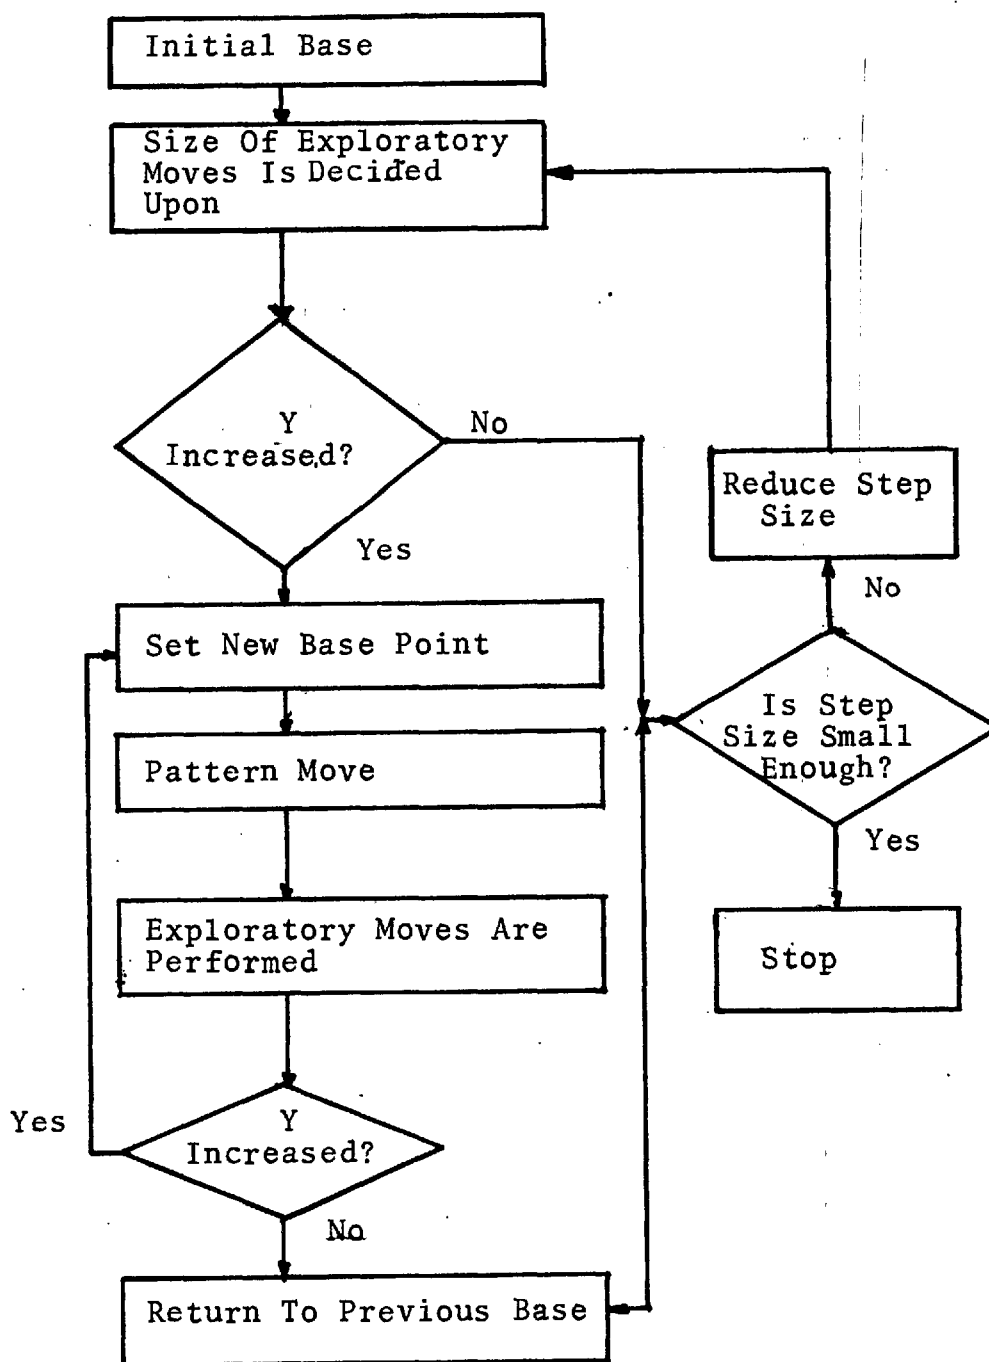 Initial Base
Size Of Exploratory
Moves Is Decided
Upon
Y
Increased?
No
Yes
Set New Base Point
Pattern Move
Exploratory Moves Are
Performed
Y
Increased?
Yes
No
Return To Previous Base
Reduce Step
Size
No
Is Step
Size Small
Enough?
Yes
Stop